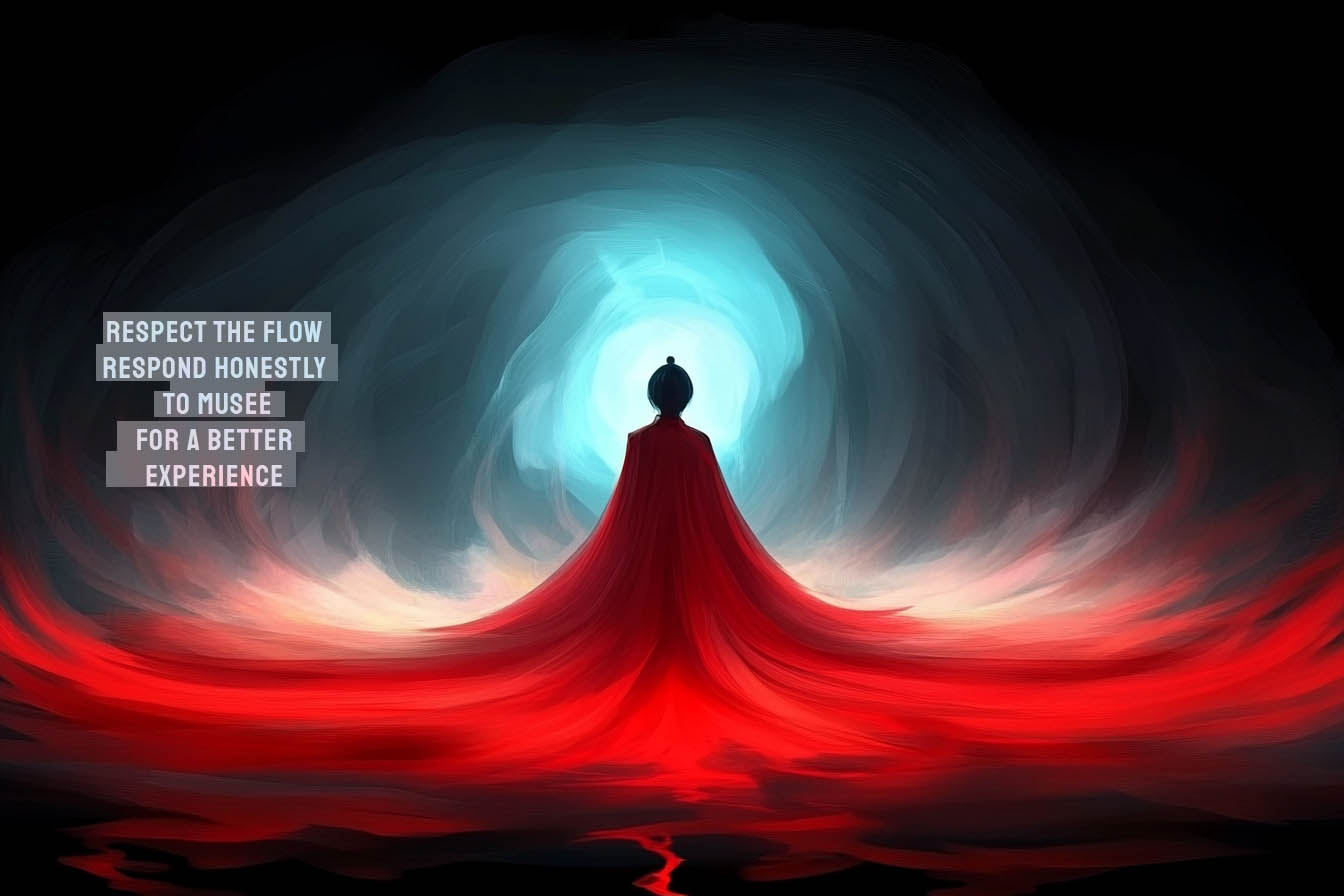 RESPECT THE FLOW
RESPOND HONESTLY
TO MUSEE
FOR A BETTER
EXPERIENCE